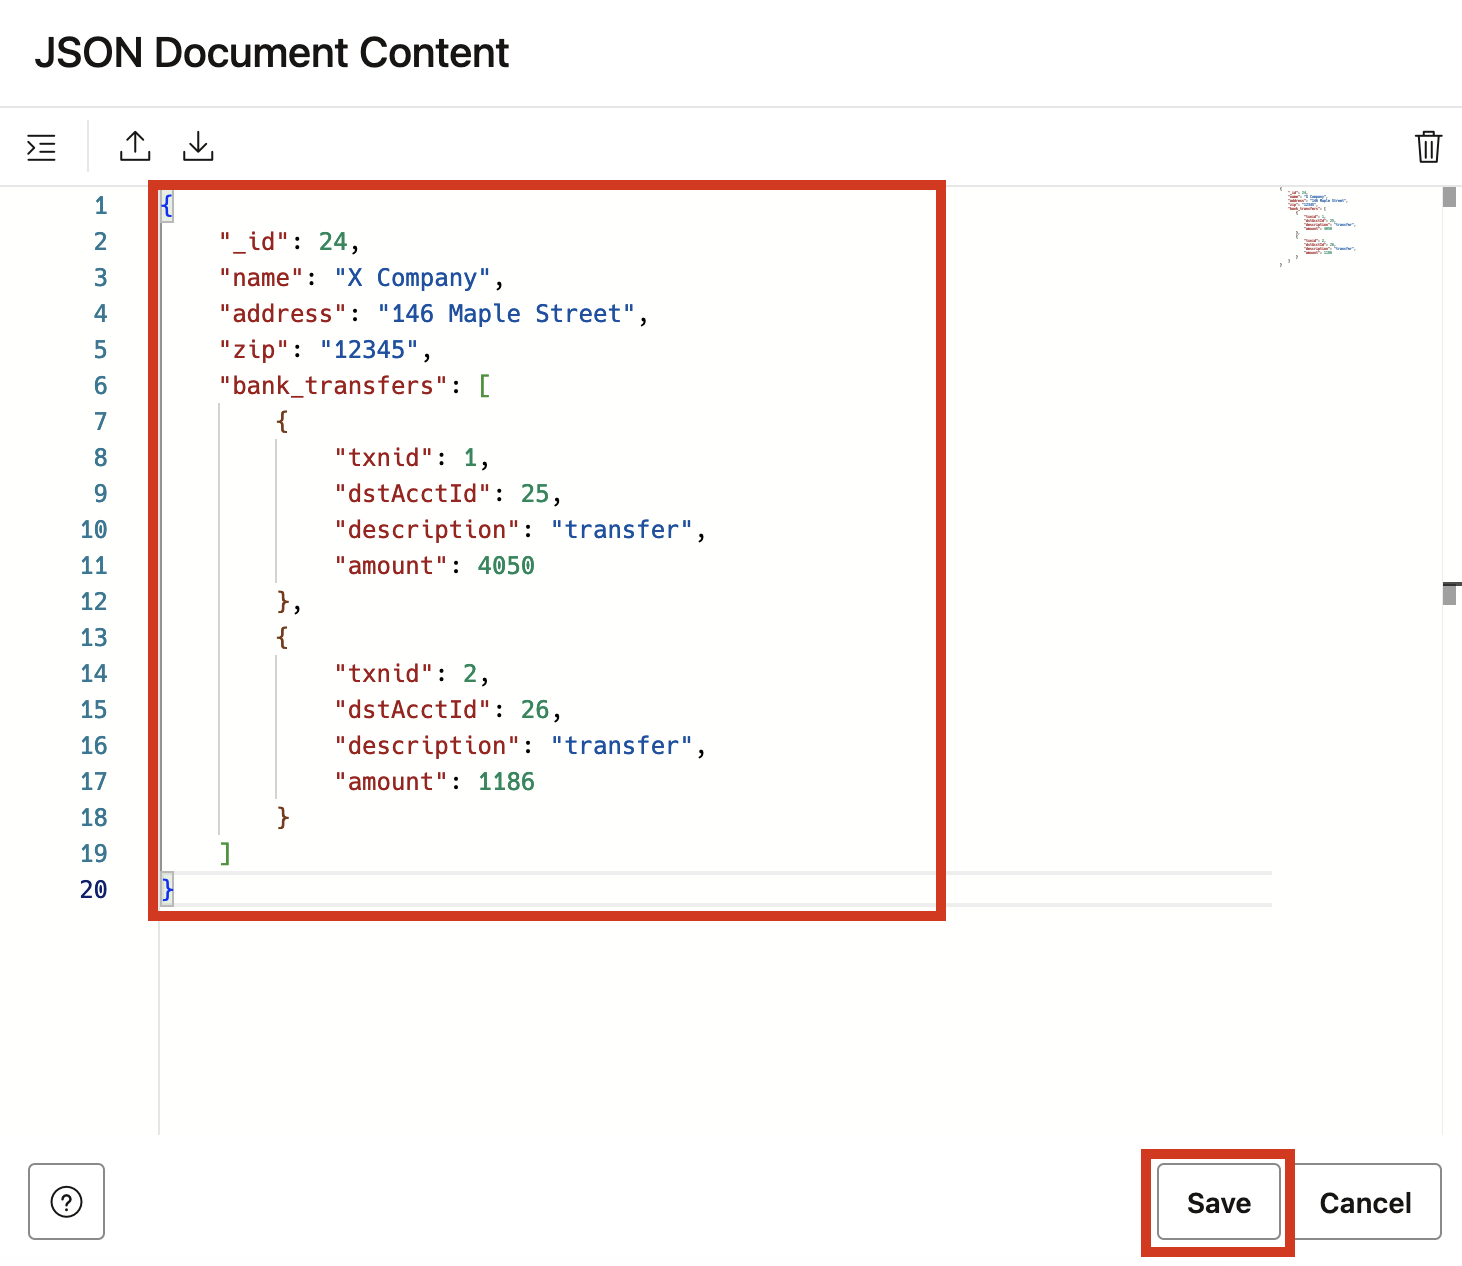 JSON Document Content
1 {
2 "_id": 24,
3 "name": "X Company",
4 "address": "146 Maple Street",
5 "zip": "12345",
6 "bank_transfers": [
7 {
8 "txnid": 1,
9 "dstAcctId": 25,
10 "description": "transfer",
11 "amount": 4050
12 },
13 {
14 "txnid": 2,
15 "dstAcctId": 26,
16 "description": "transfer",
17 "amount": 1186
18 }
19 ]
20 }
?
Save Cancel